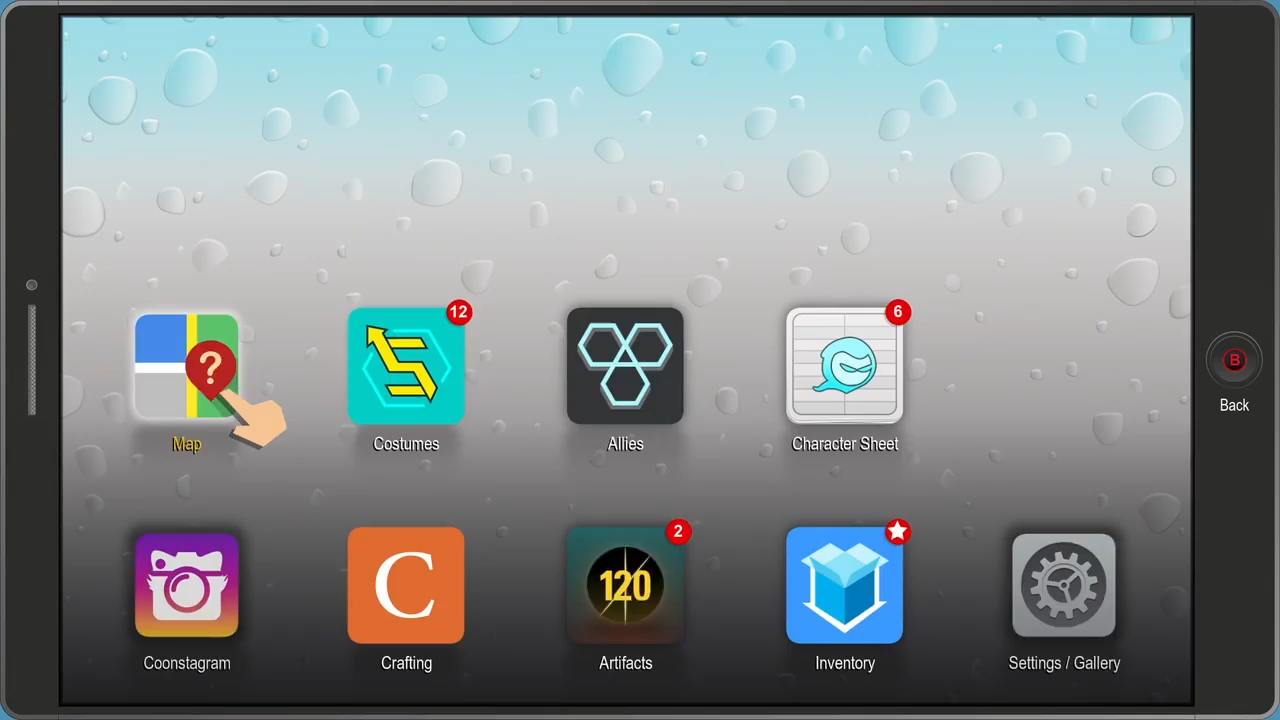 12
6
?
Map
Costumes
Allies
Character Sheet
B
Back
2
C
120
Coonstagram
Crafting
Artifacts
Inventory
Settings / Gallery